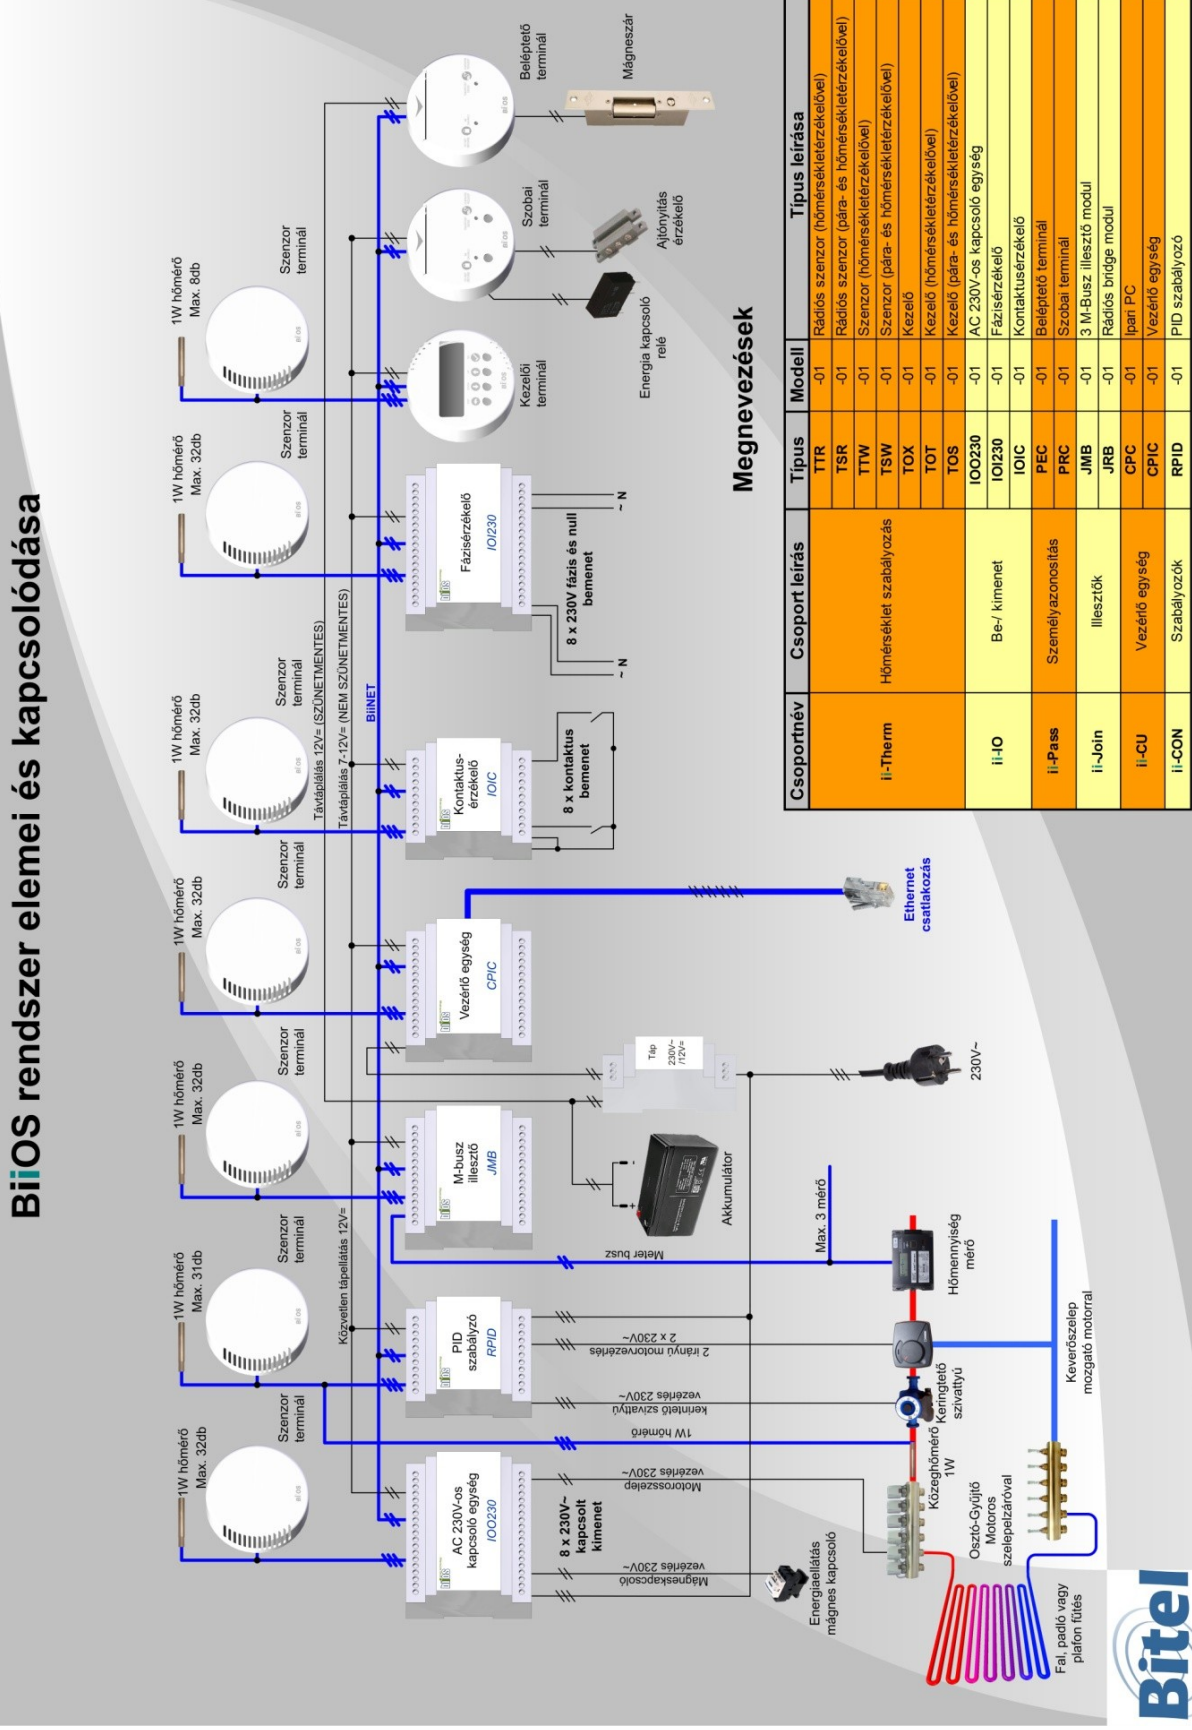 BiiOS rendszer elemei és kapcsolódása
1W hőmérő
Max. 32db
Szenzor
terminál
1W hőmérő
Max. 31db
Szenzor
terminál
1W hőmérő
Max. 32db
Szenzor
terminál
1W hőmérő
Max. 32db
Szenzor
terminál
1W hőmérő
Max. 32db
Szenzor
terminál
1W hőmérő
Max. 32db
Szenzor
terminál
1W hőmérő
Max. 8db
Szenzor
terminál
Közvetlen tápellátás 12V=
Távtáplálás 12V= (SZÜNETMENTES)
Távtáplálás 7-12V= (NEM SZÜNETMENTES)
BiiNET
AC 230V-os
kapcsoló egység
IOO230
PID
szabályzó
RPID
M-busz
illesztő
JMB
Vezérlő egység
CPIC
Kontaktus-
érzékelő
IOIC
Fázisérzékelő
IOI230
Kezelői
terminál
Szobai
terminál
Beléptető
terminál
8 x 230V~
kapcsolt
kimenet
Mágneskapcsoló
vezérlés 230V~
Motorosszelep
vezérlés 230V~
1W hőmérő
kerintető szivattyú
vezérlés 230V~
2 irányú motorvezérlés
2 x 230V~
Meter busz
Max. 3 mérő
+
-
Akkumulátor
Táp
230V~
/12V=
230V~
Ethernet
csatlakozás
8 x kontaktus
bemenet
8 x 230V fázis és null
bemenet
~ N
~ N
Energia kapcsoló
relé
Ajtónyitás
érzékelő
Mágneszár
Energiaellátás
mágnes kapcsoló
Közeghőmérő
1W
Keringtető
szivattyú
Hőmennyiség
mérő
Osztó-Gyűjtő
Motoros
szelepelzáróval
Keverőszelep
mozgató motorral
Fal, padló vagy
plafon fűtés
Bitel
Megnevezések
Csoportnév Csoport leírás Típus Modell Típus leírása
ii-Therm Hőmérséklet szabályozás TTR -01 Rádiós szenzor (hőmérsékletérzékelővel)
TSR -01 Rádiós szenzor (pára- és hőmérsékletérzékelővel)
TTW -01 Szenzor (hőmérsékletérzékelővel)
TSW -01 Szenzor (pára- és hőmérsékletérzékelővel)
TOX -01 Kezelő
TOT -01 Kezelő (hőmérsékletérzékelővel)
TOS -01 Kezelő (pára- és hőmérsékletérzékelővel)
ii-IO Be-/ kimenet IOO230 -01 AC 230V-os kapcsoló egység
IOI230 -01 Fázisérzékelő
IOIC -01 Kontaktusérzékelő
ii-Pass Személyazonosítás PEC -01 Beléptető terminál
PRC -01 Szobai terminál
ii-Join Illesztők JMB -01 3 M-Busz illesztő modul
JRB -01 Rádiós bridge modul
ii-CU Vezérlő egység CPC -01 Ipari PC
CPIC -01 Vezérlő egység
ii-CON Szabályozók RPID -01 PID szabályozó